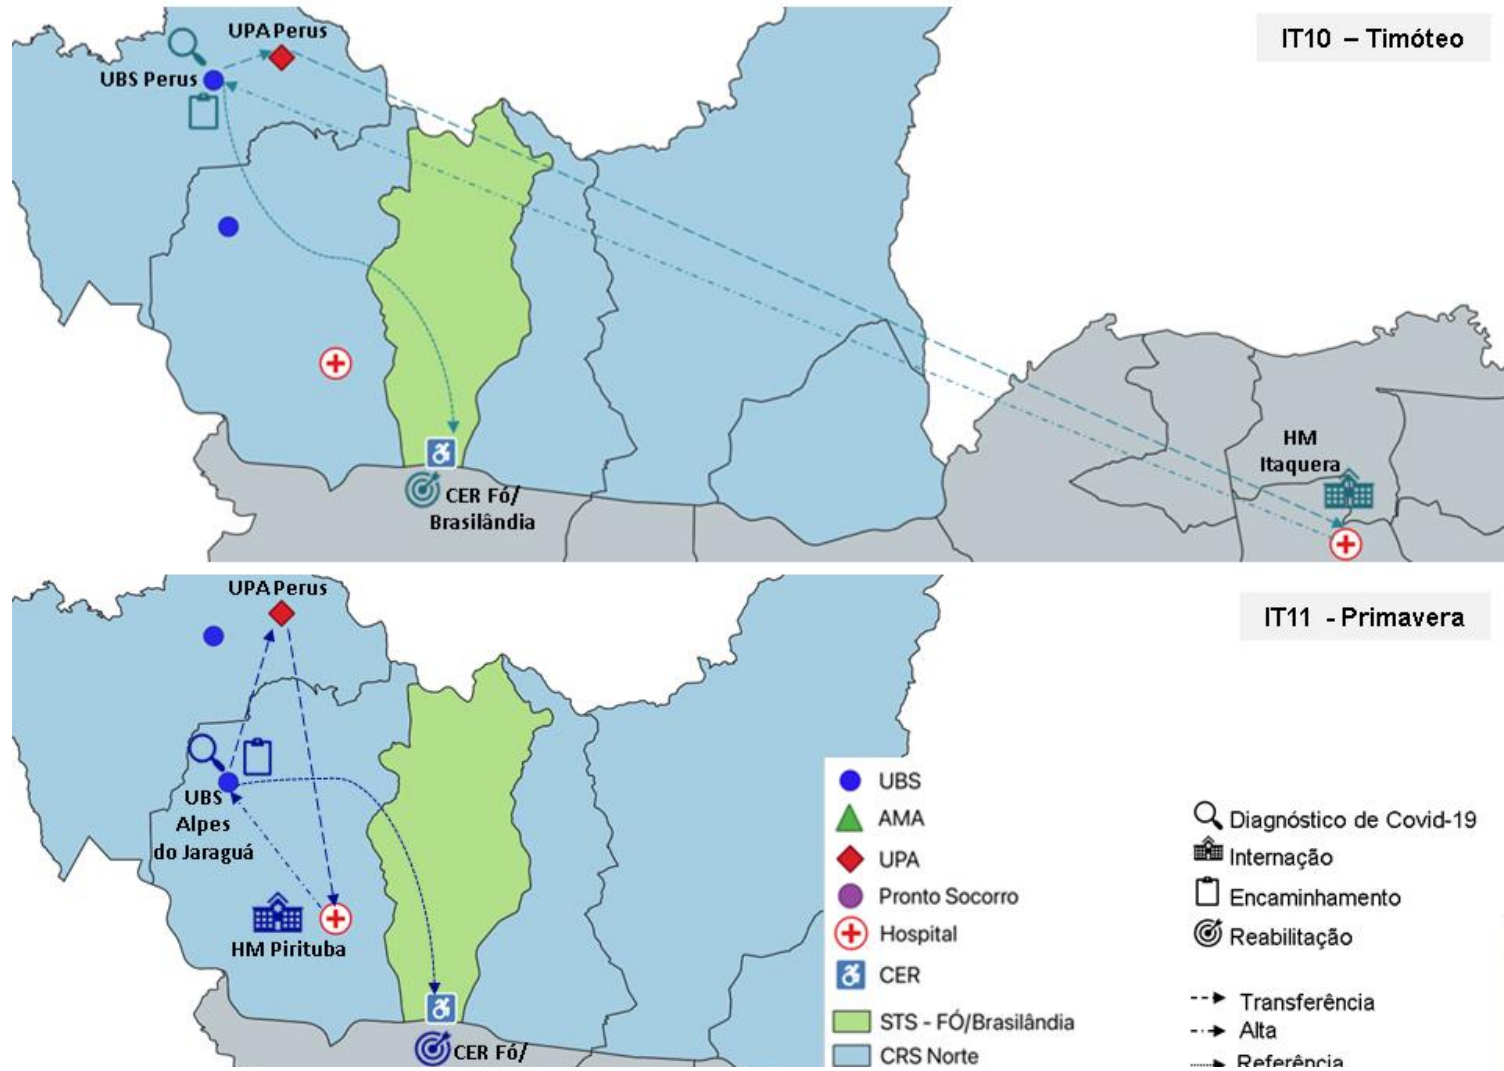 UPA Perus
IT10 – Timóteo
UBS Perus
HM
Itaquera
CER Fó/
Brasilândia
UPA Perus
IT11 - Primavera
UBS
Alpes
do Jaraguá
HM Pirituba
CER Fó/
UBS
AMA
UPA
Pronto Socorro
Hospital
CER
STS - FÓ/Brasilândia
CRS Norte
Diagnóstico de Covid-19
Internação
Encaminhamento
Reabilitação
Transferência
Alta
Referência